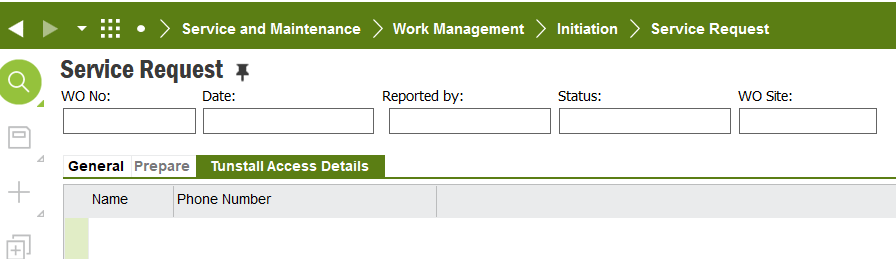 Service and Maintenance Work Management Initiation Service Request
Service Request
WO No: Date: Reported by: Status: WO Site:
General Prepare Tunstall Access Details
Name Phone Number